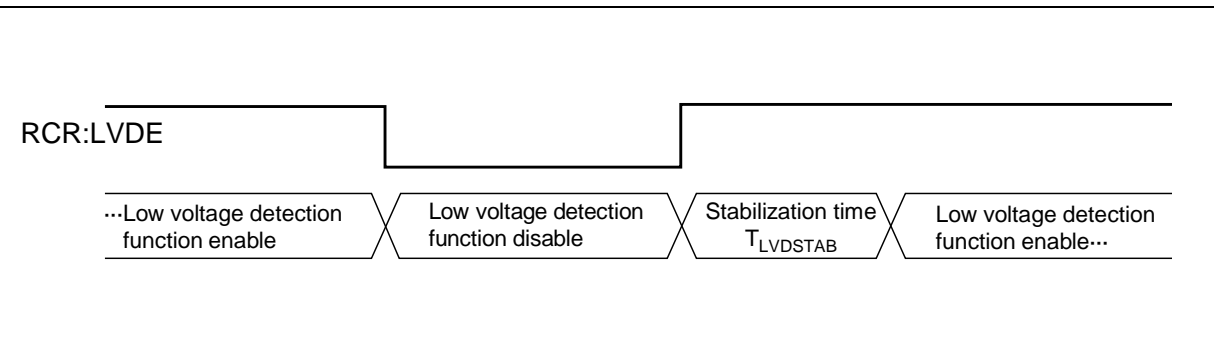 RCR:LVDE
···Low voltage detection
function enable
Low voltage detection
function disable
Stabilization time
TLVDSTAB
Low voltage detection
function enable···